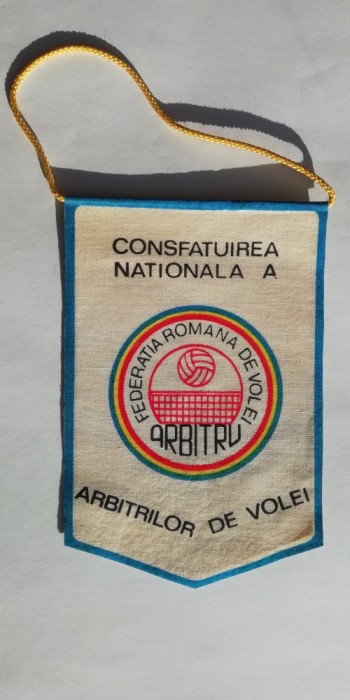 CONSFATUIREA
NATIONALA A
FEDERATIA ROMANA DE VOLEI
ARBITRU
ARBITRILOR DE VOLEI